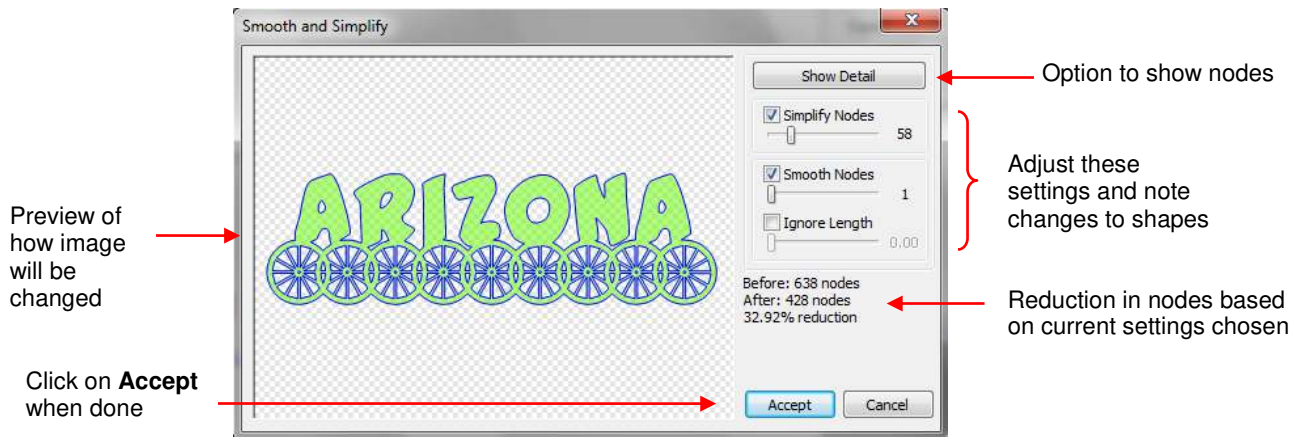 Smooth and Simplify
Show Detail
Option to show nodes
Simplify Nodes
58
Smooth Nodes
1
Ignore Length
0.00
Adjust these
settings and note
changes to shapes
ARIZONA
Preview of
how image
will be
changed
Before: 638 nodes
After: 428 nodes
32.92% reduction
Reduction in nodes based
on current settings chosen
Click on Accept
when done
Accept
Cancel